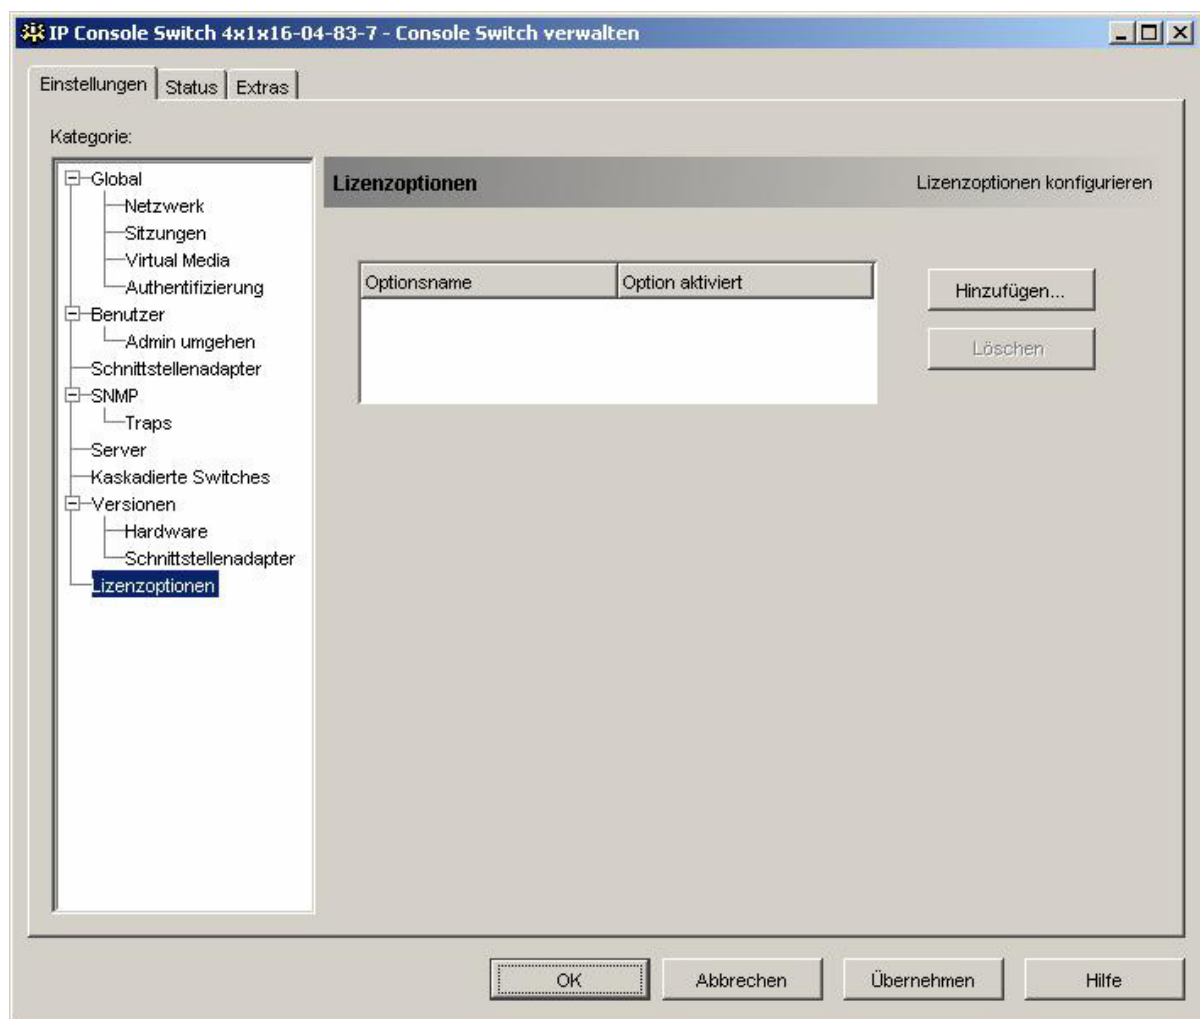 IP Console Switch 4x1x16-04-83-7 - Console Switch verwalten
Einstellungen Status Extras
Kategorie:
Global
Netzwerk
Sitzungen
Virtual Media
Authentifizierung
Benutzer
Admin umgehen
Schnittstellenadapter
SNMP
Traps
Server
Kaskadierte Switches
Versionen
Hardware
Schnittstellenadapter
Lizenzoptionen
Lizenzoptionen Lizenzoptionen konfigurieren
Optionsname Option aktiviert
Hinzufügen...
Löschen
OK Abbrechen Übernehmen Hilfe